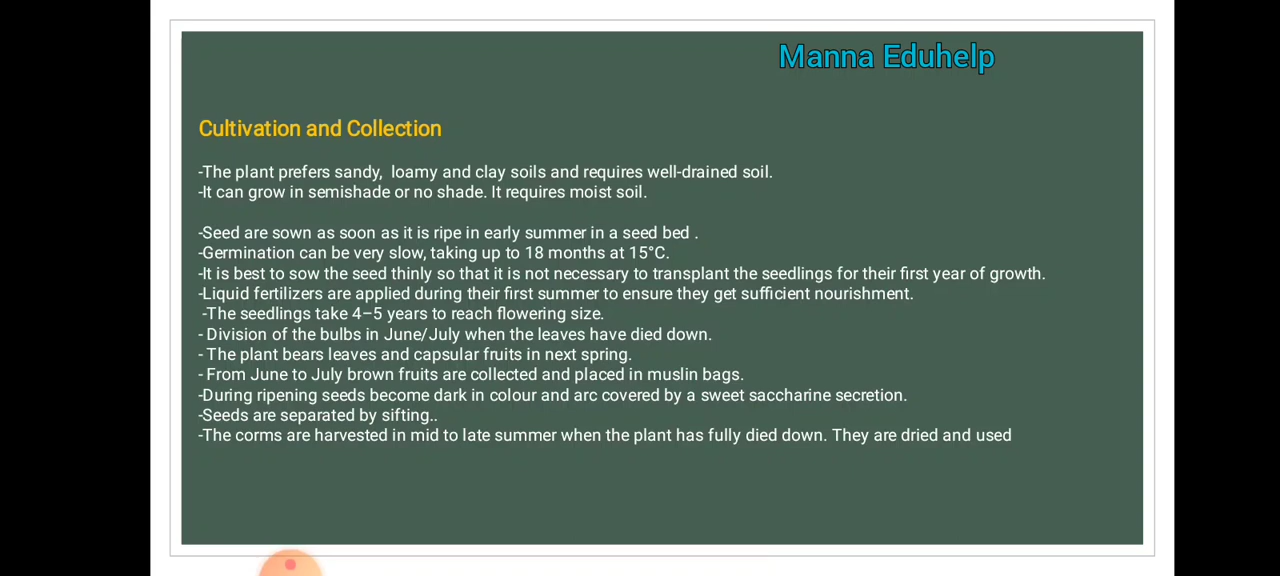 Manna Eduhelp
Cultivation and Collection
-The plant prefers sandy,  loamy and clay soils and requires well-drained soil.
-It can grow in semishade or no shade. It requires moist soil.
-Seed are sown as soon as it is ripe in early summer in a seed bed .
-Germination can be very slow, taking up to 18 months at 15°C.
-It is best to sow the seed thinly so that it is not necessary to transplant the seedlings for their first year of growth.
-Liquid fertilizers are applied during their first summer to ensure they get sufficient nourishment.
-The seedlings take 4–5 years to reach flowering size.
- Division of the bulbs in June/July when the leaves have died down.
- The plant bears leaves and capsular fruits in next spring.
- From June to July brown fruits are collected and placed in muslin bags.
-During ripening seeds become dark in colour and arc covered by a sweet saccharine secretion.
-Seeds are separated by sifting..
-The corms are harvested in mid to late summer when the plant has fully died down. They are dried and used